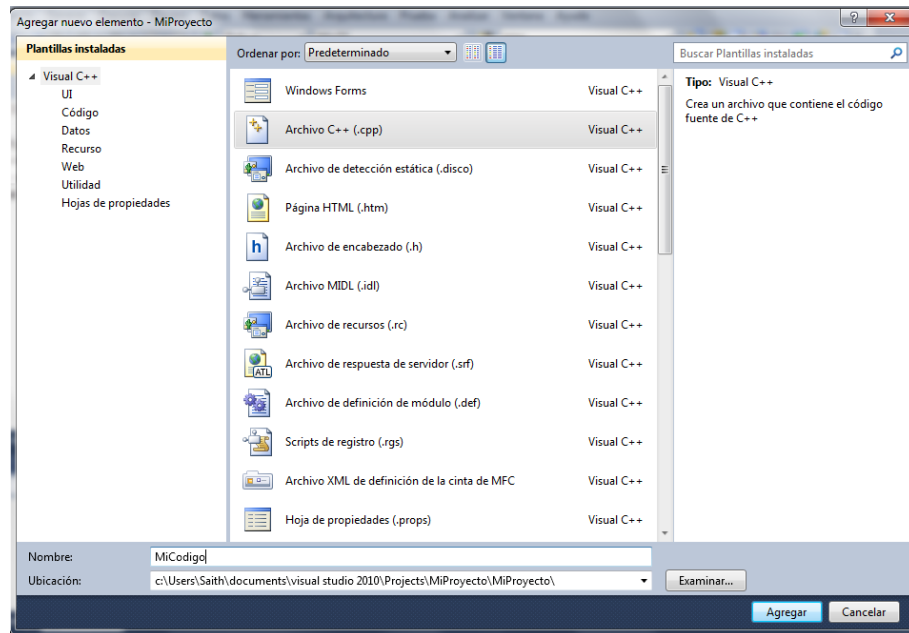 Agregar nuevo elemento - MiProyecto
Plantillas instaladas
Visual C++
UI
Código
Datos
Recurso
Web
Utilidad
Hojas de propiedades
Ordenar por: Predeterminado
Windows Forms Visual C++
Archivo C++ (.cpp) Visual C++
Archivo de detección estática (.disco) Visual C++
Página HTML (.htm) Visual C++
h Archivo de encabezado (.h) Visual C++
Archivo MIDL (.idl) Visual C++
Archivo de recursos (.rc) Visual C++
ATL Archivo de respuesta de servidor (.srf) Visual C++
Archivo de definición de módulo (.def) Visual C++
Scripts de registro (.rgs) Visual C++
Archivo XML de definición de la cinta de MFC Visual C++
Hoja de propiedades (.props) Visual C++
Buscar Plantillas instaladas
Tipo: Visual C++
Crea un archivo que contiene el código
fuente de C++
Nombre: MiCodigo
Ubicación: c:\Users\Saith\documents\visual studio 2010\Projects\MiProyecto\MiProyecto\
Examinar...
Agregar Cancelar